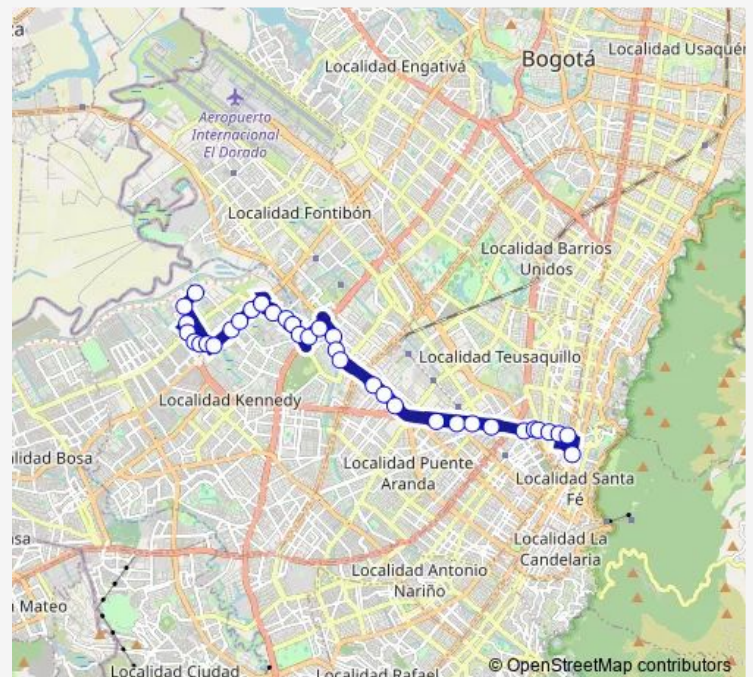 Bogotá
Localidad Usaquén
Localidad Engativá
Aeropuerto
Internacional
El Dorado
Localidad Fontibón
Localidad Barrios
Unidos
Localidad Teusaquillo
Localidad Kennedy
Localidad Puente
Aranda
Localidad Santa
Fé
Localidad La
Candelaria
Localidad Antonio
Nariño
Mateo
Localidad Ciudad
Localidad Rafael
alidad Bosa
© OpenStreetMap contributors